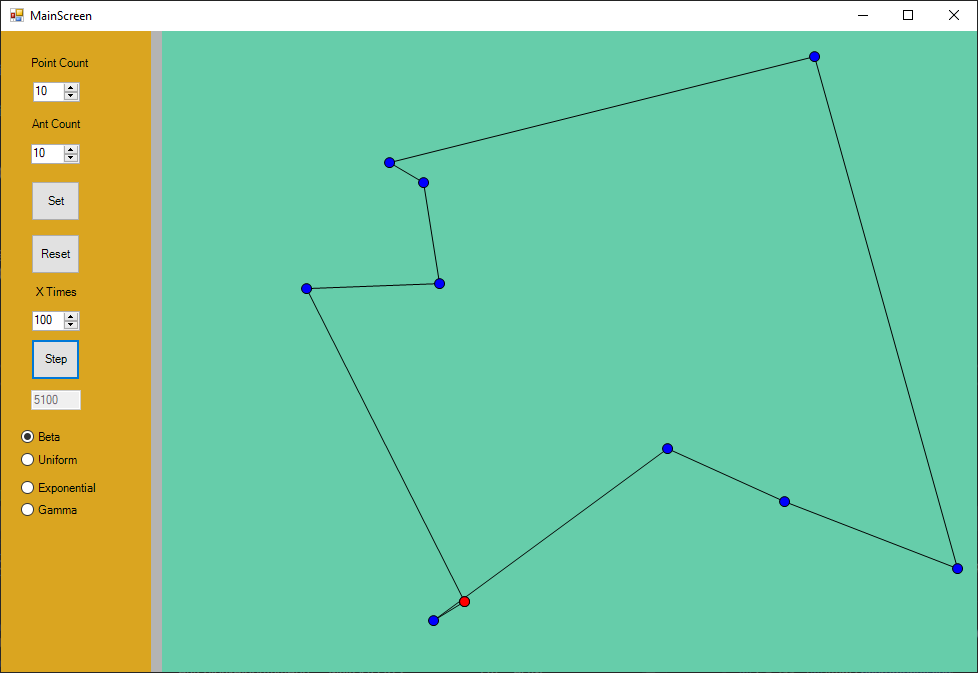 MainScreen
Point Count
10
Ant Count
10
Set
Reset
X Times
100
Step
5100
Beta
Uniform
Exponential
Gamma